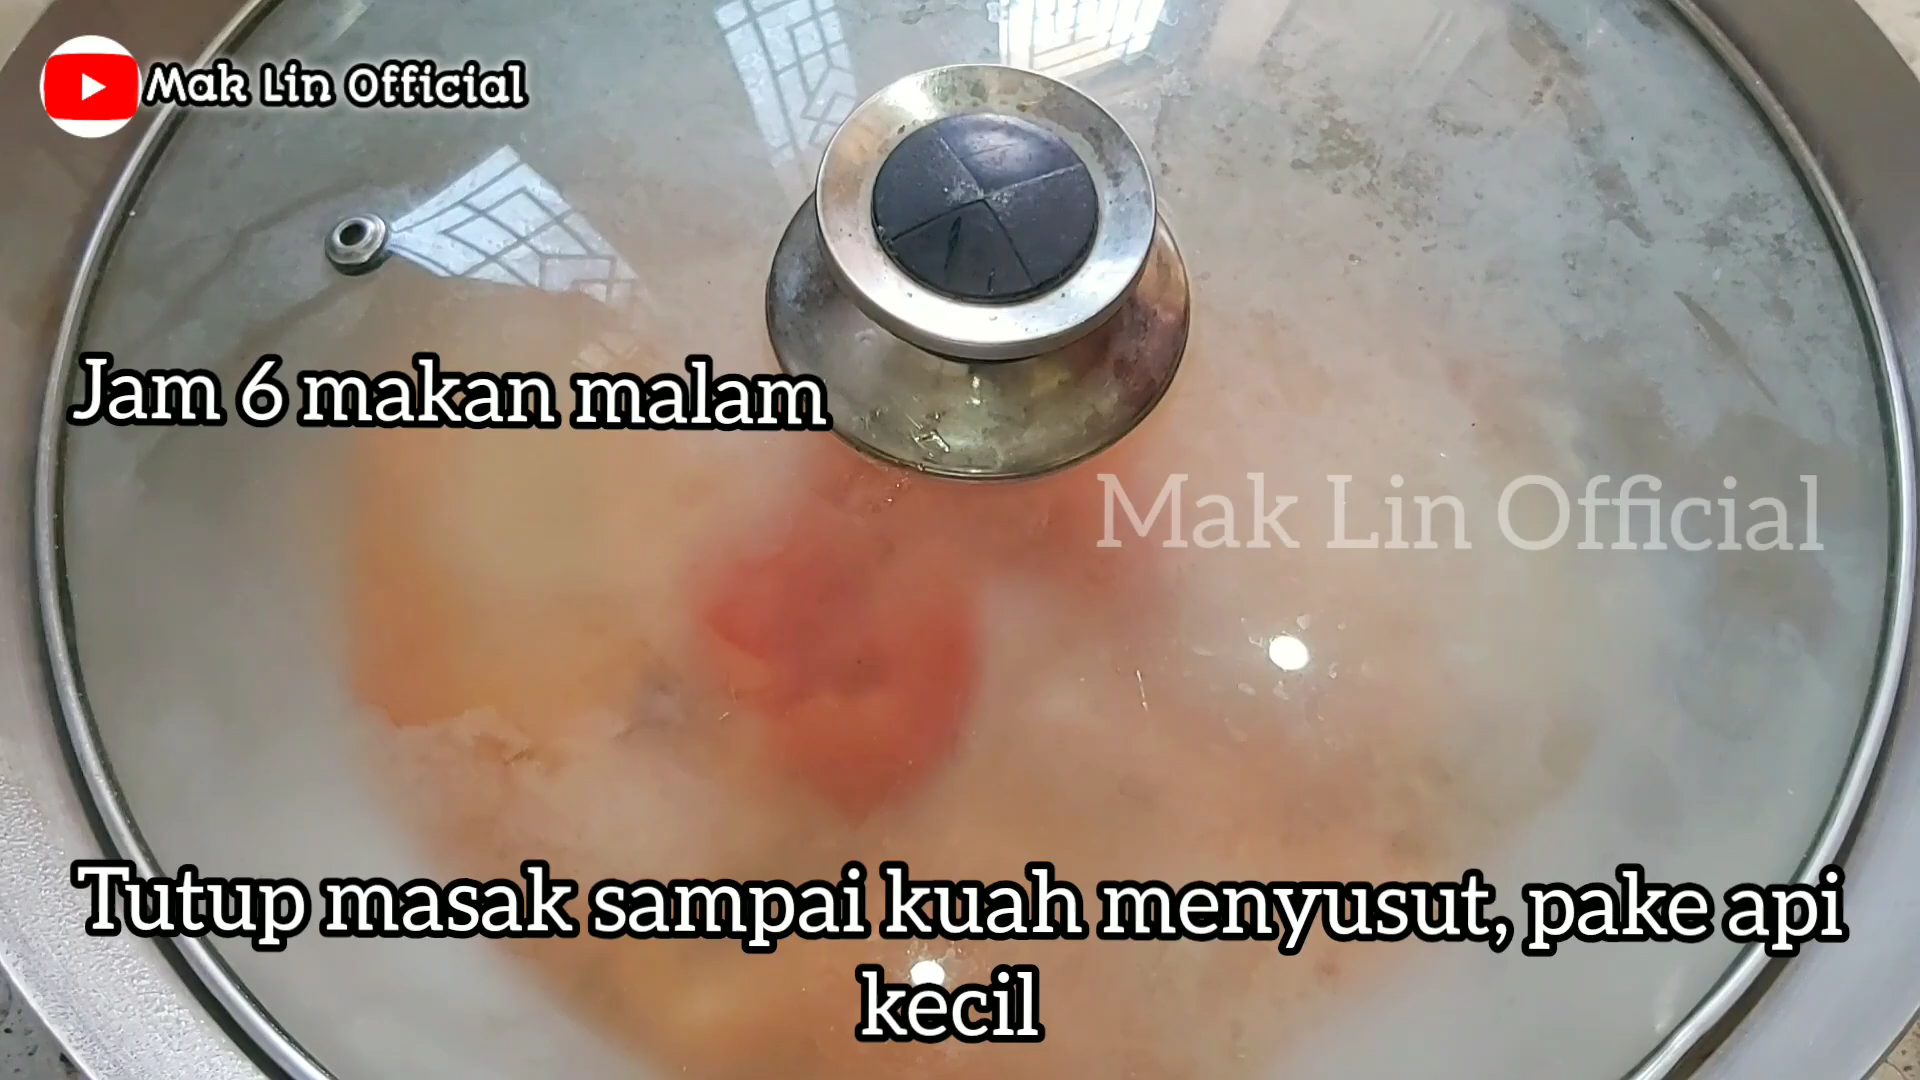 Mak Lin Official
Jam 6 makan malam
Mak Lin Official
Tutup masak sampai kuah menyusut, pake api
kecil